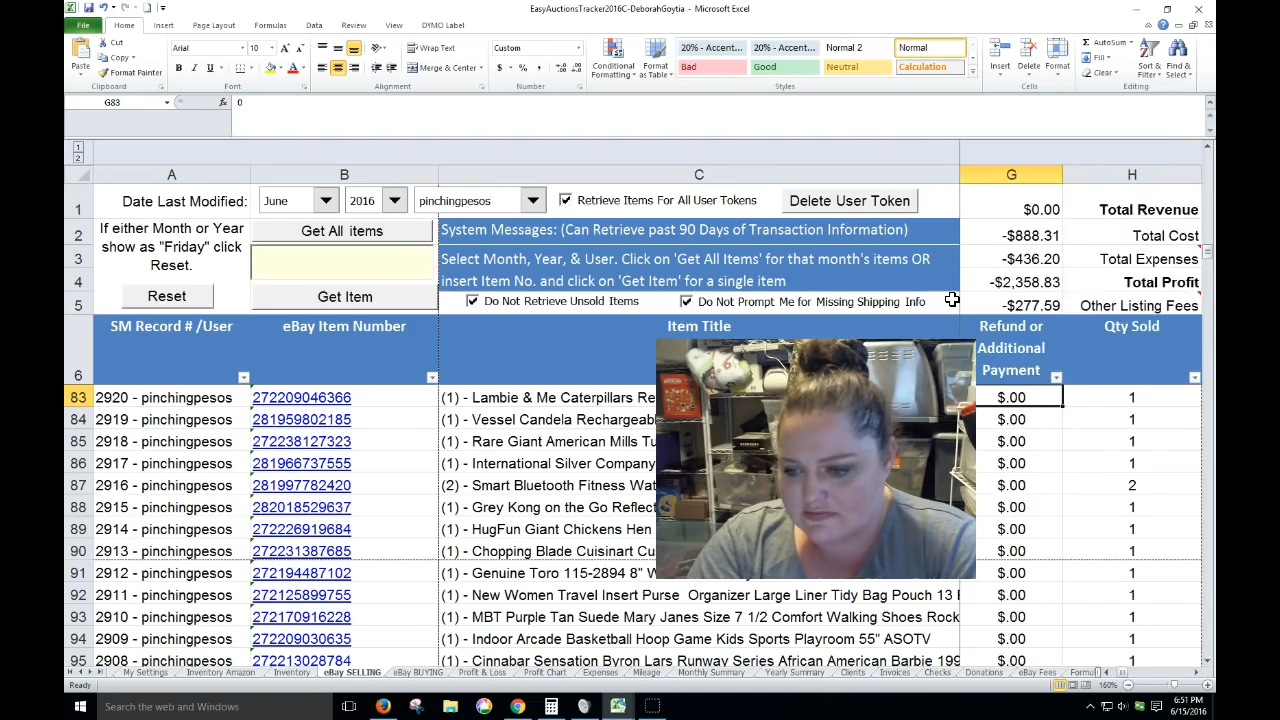 EasyAuctionsTracker2016C-DeborahGoytia - Microsoft Excel
File Home Insert Page Layout Formulas Data Review View DYMO Label
Cut
Copy
Format Painter
Paste
Clipboard
Arial 10
Font
Wrap Text
Merge & Center
Alignment
Custom
Number
Conditional Formatting
Format as Table
20% - Accent... 20% - Accent... Normal 2 Normal
Bad Good Neutral Calculation
Styles
Insert Delete Format
Cells
AutoSum
Fill
Clear
Sort & Filter
Find & Select
Editing
G83 fx 0
1
2
A B C G H
1 Date Last Modified: June 2016 pinchingpesos Retrieve Items For All User Tokens Delete User Token $0.00 Total Revenue
2 If either Month or Year show as "Friday" click Reset. Get All items System Messages: (Can Retrieve past 90 Days of Transaction Information) -$888.31 Total Cost
3 Select Month, Year, & User. Click on 'Get All Items' for that month's items OR -$436.20 Total Expenses
4 insert Item No. and click on 'Get Item' for a single item -$2,358.83 Total Profit
5 Reset Get Item Do Not Retrieve Unsold Items Do Not Prompt Me for Missing Shipping Info -$277.59 Other Listing Fees
6 SM Record # /User eBay Item Number Item Title Refund or Additional Payment Qty Sold
83 2920 - pinchingpesos 272209046366 (1) - Lambie & Me Caterpillars Re $.00 1
84 2919 - pinchingpesos 281959802185 (1) - Vessel Candela Rechargeab $.00 1
85 2918 - pinchingpesos 272238127323 (1) - Rare Giant American Mills Tu $.00 1
86 2917 - pinchingpesos 281966737555 (1) - International Silver Company $.00 1
87 2916 - pinchingpesos 281997782420 (2) - Smart Bluetooth Fitness Wat $.00 2
88 2915 - pinchingpesos 282018529637 (1) - Grey Kong on the Go Reflect $.00 1
89 2914 - pinchingpesos 272226919684 (1) - HugFun Giant Chickens Hen $.00 1
90 2913 - pinchingpesos 272231387685 (1) - Chopping Blade Cuisinart Cu $.00 1
91 2912 - pinchingpesos 272194487102 (1) - Genuine Toro 115-2894 8" W $.00 1
92 2911 - pinchingpesos 272125899755 (1) - New Women Travel Insert Purse Organizer Large Liner Tidy Bag Pouch 13 P $.00 1
93 2910 - pinchingpesos 272170916228 (1) - MBT Purple Tan Suede Mary Janes Size 7 1/2 Comfort Walking Shoes Rock $.00 1
94 2909 - pinchingpesos 272209030635 (1) - Indoor Arcade Basketball Hoop Game Kids Sports Playroom 55" ASOTV $.00 1
95 2908 - pinchingpesos 272213028784 (1) - Cinnabar Sensation Byron Lars Runway Series African American Barbie 199 $.00 1
My Settings Inventory Amazon Inventory eBay SELLING eBay BUYING Profit & Loss Profit Chart Expenses Mileage Monthly Summary Yearly Summary Clients Invoices Checks Donations eBay Fees Formul
Ready 160%
Search the web and Windows
6:51 PM
6/15/2016